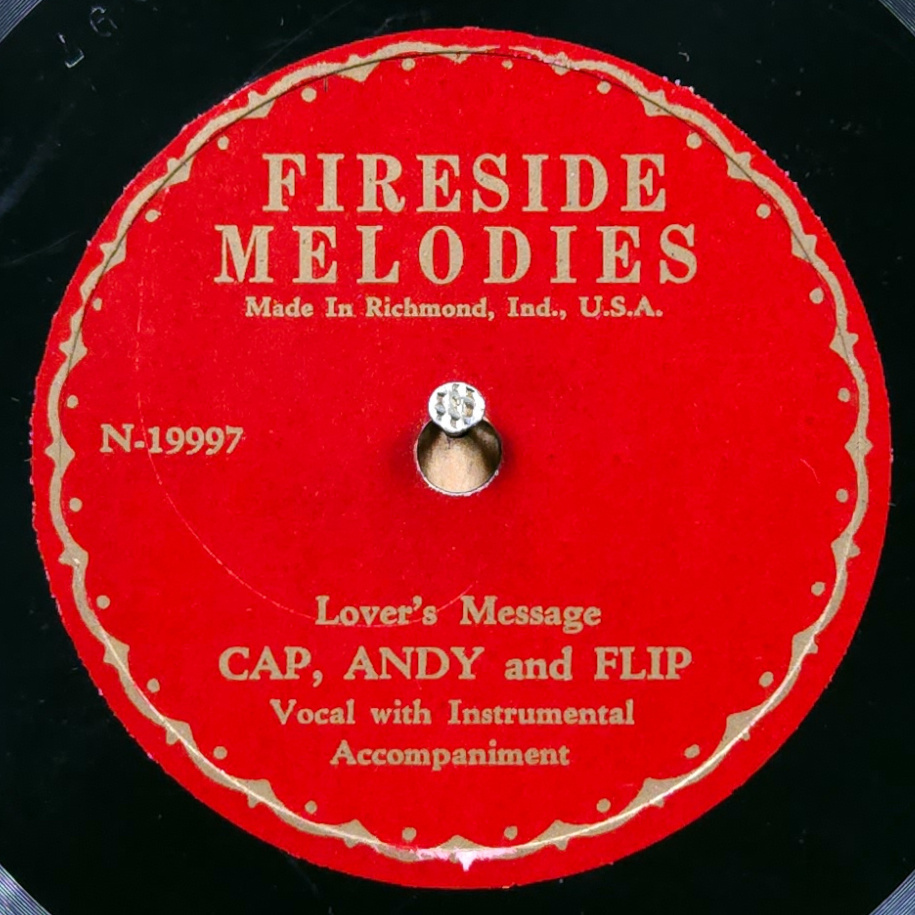 FIRESIDE
MELODIES
Made In Richmond, Ind., U.S.A.
N-19997
Lover's Message
CAP, ANDY and FLIP
Vocal with Instrumental
Accompaniment